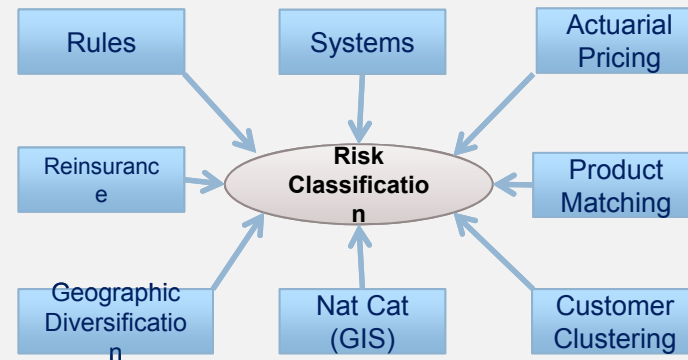 Rules
Systems
Actuarial
Pricing
Reinsuranc
e
Risk
Classificatio
n
Product
Matching
Geographic
Diversificatio
n
Nat Cat
(GIS)
Customer
Clustering